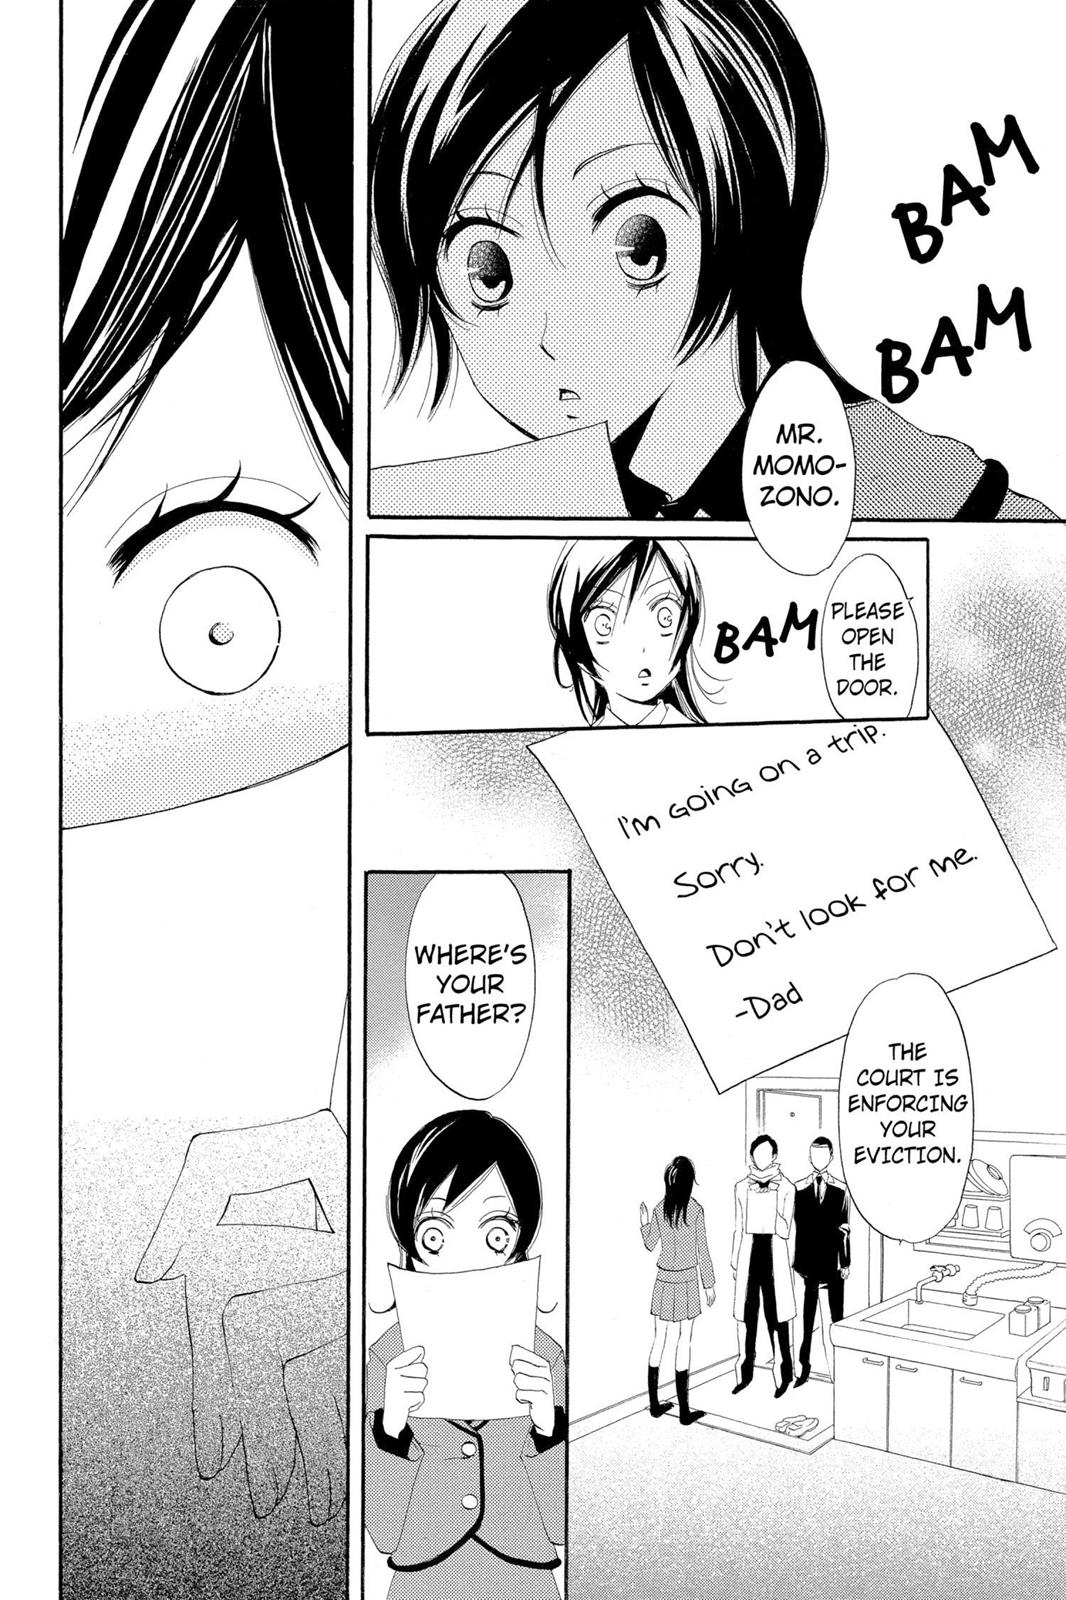 BAM
BAM
MR.
MOMO-
ZONO.
BAM
PLEASE
OPEN
THE
DOOR.
I'm going on a trip.
Sorry.
Don't look for me.
-Dad
THE
COURT IS
ENFORCING
YOUR
EVICTION.
WHERE'S
YOUR
FATHER?